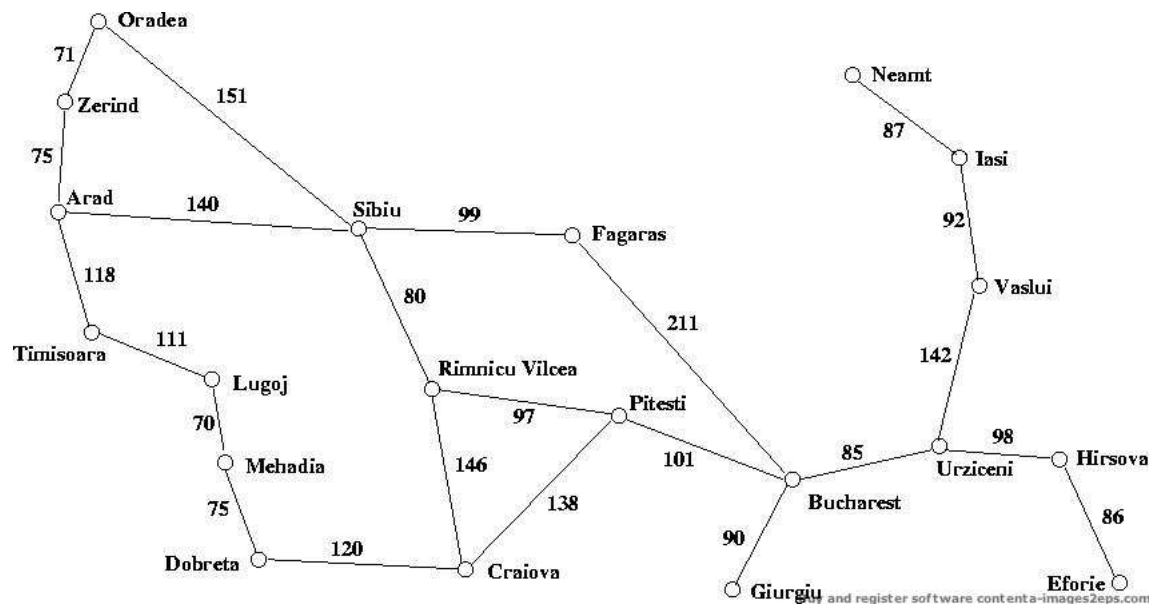 Oradea
71
Neamt
Zerind
151
87
75
Iasi
Arad
140
Sibiu
99
Fagaras
92
118
80
Vaslui
211
111
Timisoara
142
Rimnicu Vilcea
Lugoj
Pitesti
97
70
98
85
Hirsova
146
101
Mehadia
Urziceni
138
Bucharest
75
86
90
120
Dobreta
Craiova
Eforie
Giurgiu
and register software contenta-images2eps.com